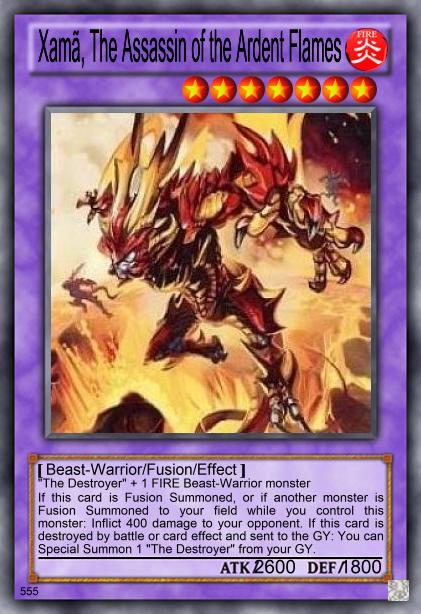 Xamã, The Assassin of the Ardent Flames
FIRE
炎
[ Beast-Warrior/Fusion/Effect ]
"The Destroyer" + 1 FIRE Beast-Warrior monster
If this card is Fusion Summoned, or if another monster is
Fusion Summoned to your field while you control this
monster: Inflict 400 damage to your opponent. If this card is
destroyed by battle or card effect and sent to the GY: You can
Special Summon 1 "The Destroyer" from your GY.
ATK/2600 DEF/1800
555